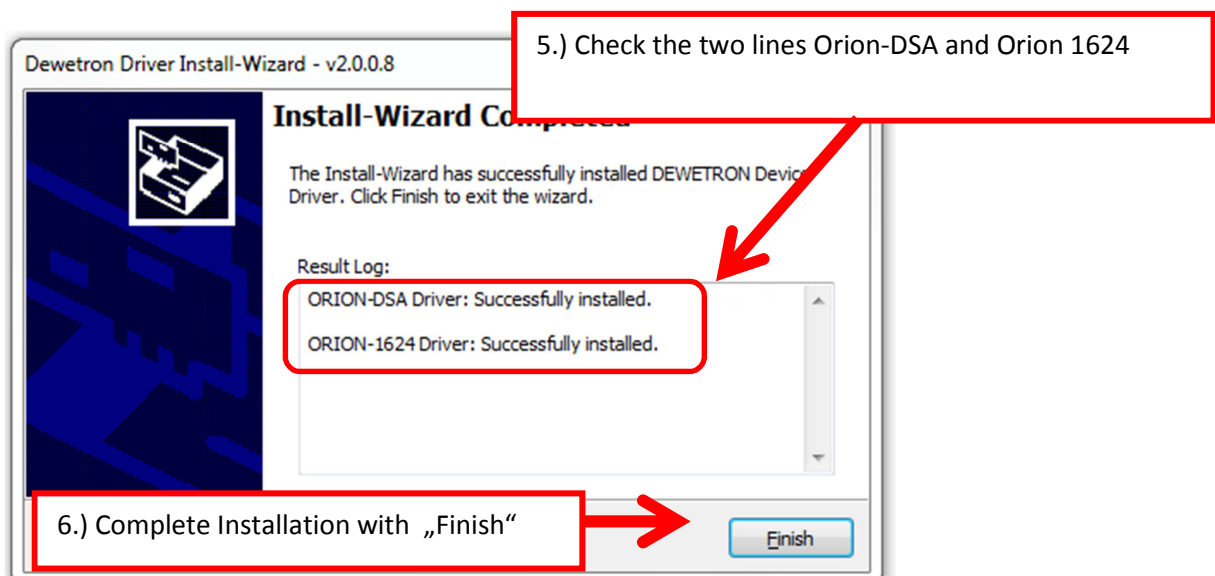 5.) Check the two lines Orion-DSA and Orion 1624
Dewetron Driver Install-Wizard - v2.0.0.8
Install-Wizard Completed
The Install-Wizard has successfully installed DEWETRON Device
Driver. Click Finish to exit the wizard.
Result Log:
ORION-DSA Driver: Successfully installed.
ORION-1624 Driver: Successfully installed.
6.) Complete Installation with „Finish“
Finish